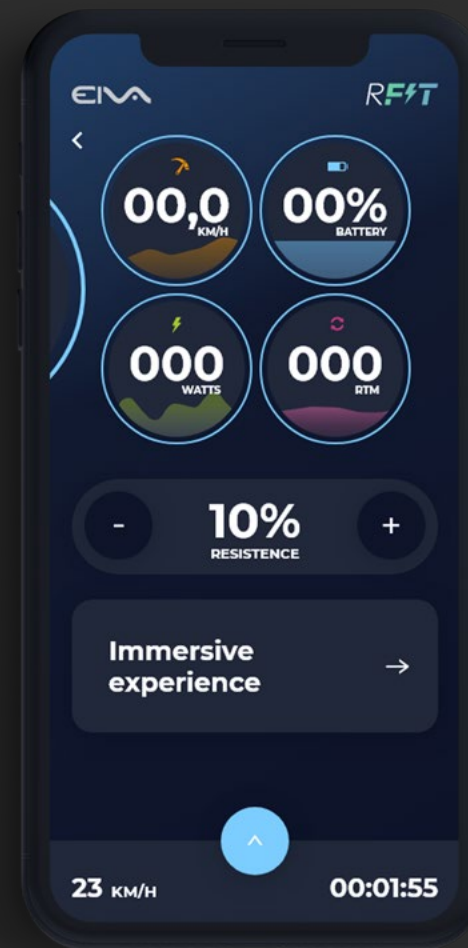 EIVA RFIT
00,0 00%
KM/H BATTERY
000 000
WATTS RTM
- 10% +
RESISTENCE
Immersive
experience
23 KM/H 00:01:55